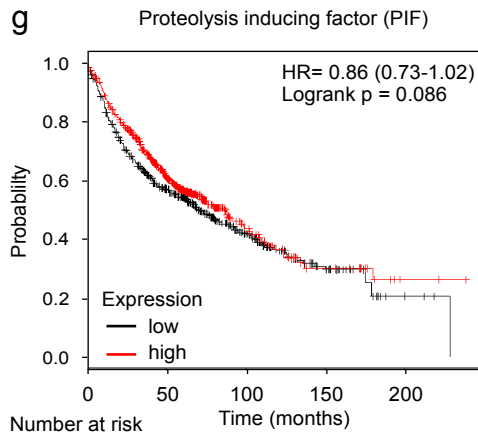 g
Proteolysis inducing factor (PIF)
HR= 0.86 (0.73-1.02)
Logrank p = 0.086
Probability
1.0
0.8
0.6
0.4
0.2
0.0
Expression
low
high
0 50 100 150 200
Time (months)
Number at risk